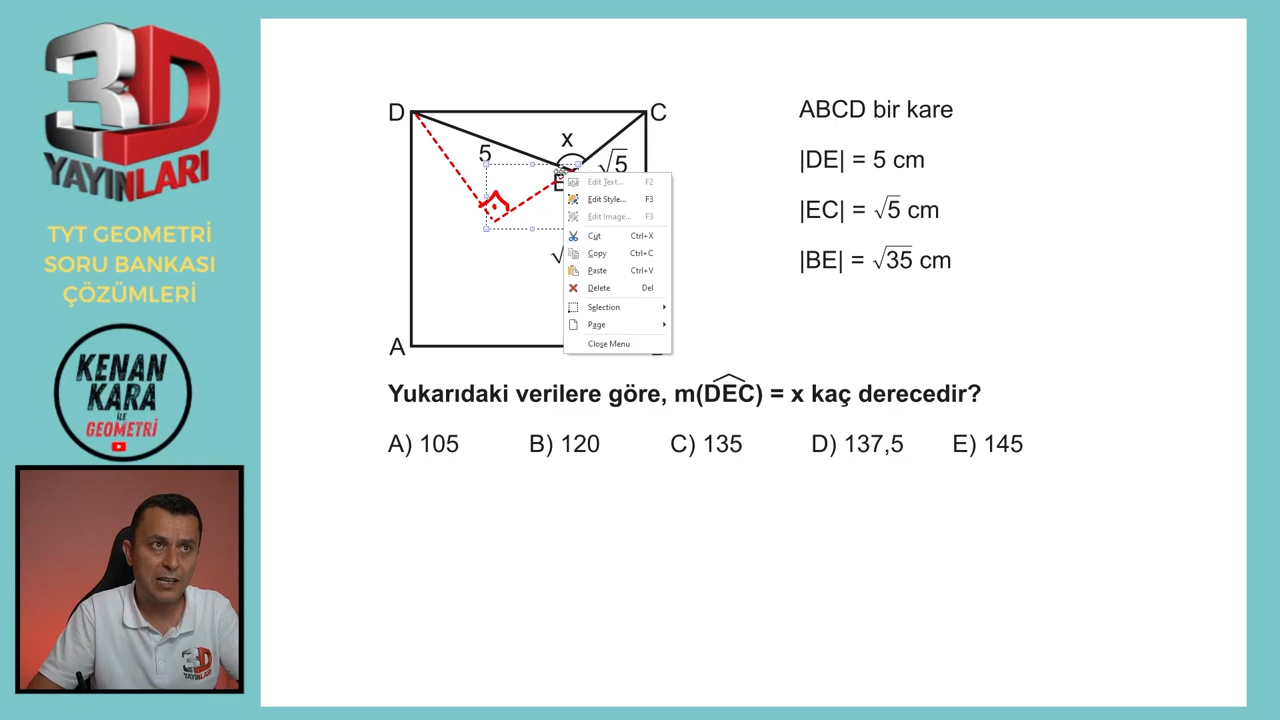 3D
YAYINLARI
TYT GEOMETRİ
SORU BANKASI
ÇÖZÜMLERİ
KENAN
KARA
İLE
GEOMETRİ
3D
YAYINLARI
D
C
x
5
√5
E
√
A
Edit Text... F2
Edit Style... F3
Edit Image... F3
Cut Ctrl+X
Copy Ctrl+C
Paste Ctrl+V
Delete Del
Selection
Page
Close Menu
ABCD bir kare
|DE| = 5 cm
|EC| = √5 cm
|BE| = √35 cm
Yukarıdaki verilere göre, m(DEC) = x kaç derecedir?
A) 105 B) 120 C) 135 D) 137,5 E) 145